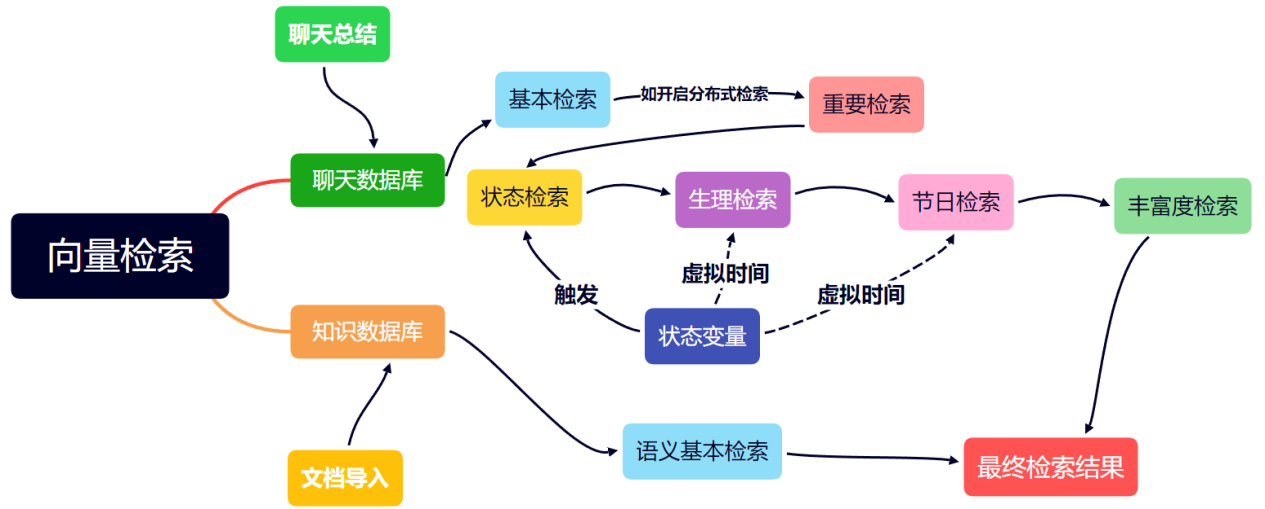 聊天总结
基本检索
如开启分布式检索
重要检索
聊天数据库
状态检索
生理检索
节日检索
丰富度检索
向量检索
虚拟时间
触发
虚拟时间
知识数据库
状态变量
语义基本检索
最终检索结果
文档导入